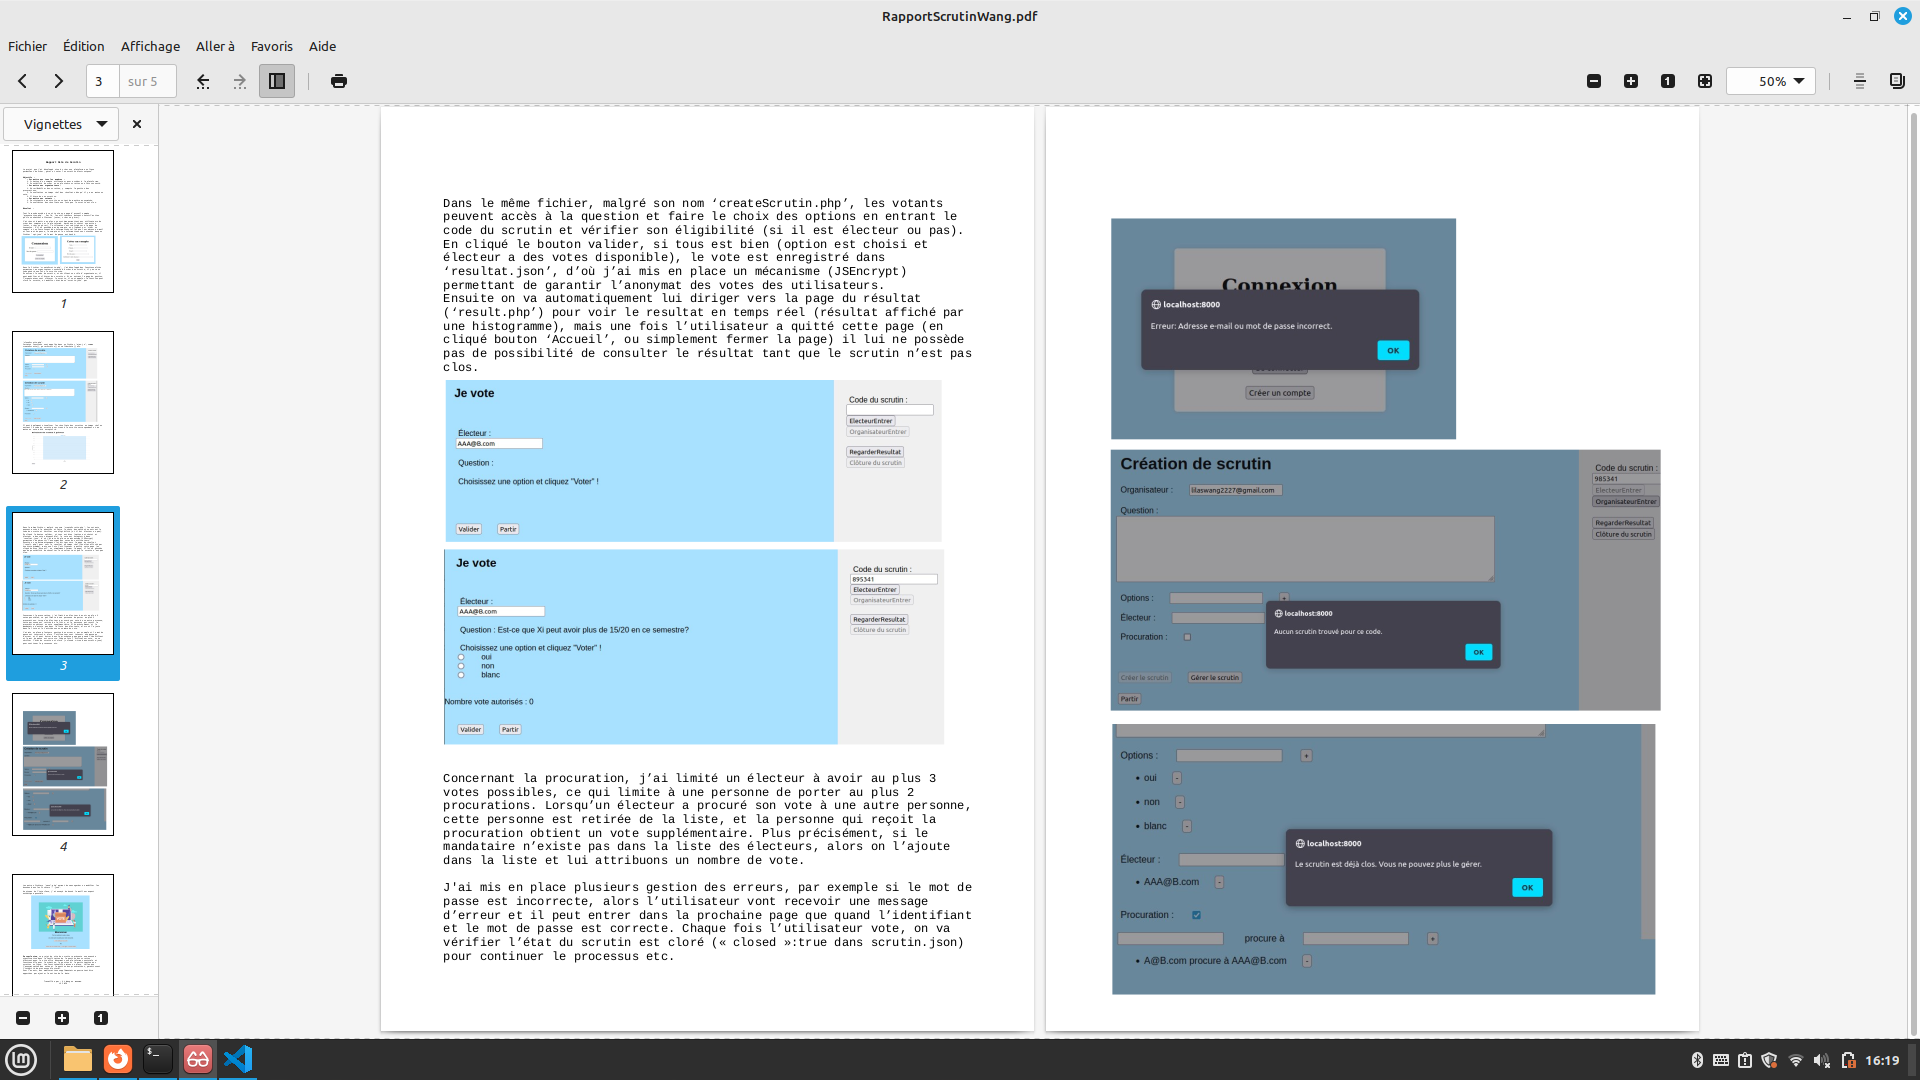 RapportScrutinWang.pdf
Fichier Édition Affichage Aller à Favoris Aide
3 sur 5
50%
Vignettes
1
2
3
4
Dans le même fichier, malgré son nom ‘createScrutin.php’, les votants
peuvent accès à la question et faire le choix des options en entrant le
code du scrutin et vérifier son éligibilité (si il est électeur ou pas).
En cliqué le bouton valider, si tous est bien (option est choisi et
électeur a des votes disponible), le vote est enregistré dans
‘resultat.json’, d’où j’ai mis en place un mécanisme (JSEncrypt)
permettant de garantir l’anonymat des votes des utilisateurs.
Ensuite on va automatiquement lui diriger vers la page du résultat
(‘result.php’) pour voir le resultat en temps réel (résultat affiché par
une histogramme), mais une fois l’utilisateur a quitté cette page (en
cliqué bouton ‘Accueil’, ou simplement fermer la page) il lui ne possède
pas de possibilité de consulter le résultat tant que le scrutin n’est pas
clos.
Je vote
Code du scrutin :
ElecteurEntrer
OrganisateurEntrer
Électeur :
AAA@B.com
RegarderResultat
Clôture du scrutin
Question :
Choisissez une option et cliquez "Voter" !
Valider Partir
Je vote
Code du scrutin :
895341
ElecteurEntrer
OrganisateurEntrer
Électeur :
AAA@B.com
RegarderResultat
Clôture du scrutin
Question : Est-ce que Xi peut avoir plus de 15/20 en ce semestre?
Choisissez une option et cliquez "Voter" !
oui
non
blanc
Nombre vote autorisés : 0
Valider Partir
Concernant la procuration, j’ai limité un électeur à avoir au plus 3
votes possibles, ce qui limite à une personne de porter au plus 2
procurations. Lorsqu’un électeur a procuré son vote à une autre personne,
cette personne est retirée de la liste, et la personne qui reçoit la
procuration obtient un vote supplémentaire. Plus précisément, si le
mandataire n’existe pas dans la liste des électeurs, alors on l’ajoute
dans la liste et lui attribuons un nombre de vote.
J'ai mis en place plusieurs gestion des erreurs, par exemple si le mot de
passe est incorrecte, alors l’utilisateur vont recevoir une message
d’erreur et il peut entrer dans la prochaine page que quand l’identifiant
et le mot de passe est correcte. Chaque fois l’utilisateur vote, on va
vérifier l’état du scrutin est cloré (« closed »:true dans scrutin.json)
pour continuer le processus etc.
Connexion
localhost:8000
Erreur: Adresse e-mail ou mot de passe incorrect.
OK
Créer un compte
Création de scrutin
Code du scrutin :
985341
ElecteurEntrer
OrganisateurEntrer
Organisateur : lilaswang2227@gmail.com
Question :
RegarderResultat
Clôture du scrutin
Options : +
Électeur :
Procuration :
localhost:8000
Aucun scrutin trouvé pour ce code.
OK
Créer le scrutin Gérer le scrutin
Partir
Options : +
• oui -
• non -
• blanc -
localhost:8000
Le scrutin est déjà clos. Vous ne pouvez plus le gérer.
OK
Électeur :
• AAA@B.com -
Procuration :
procure à +
• A@B.com procure à AAA@B.com -
16:19